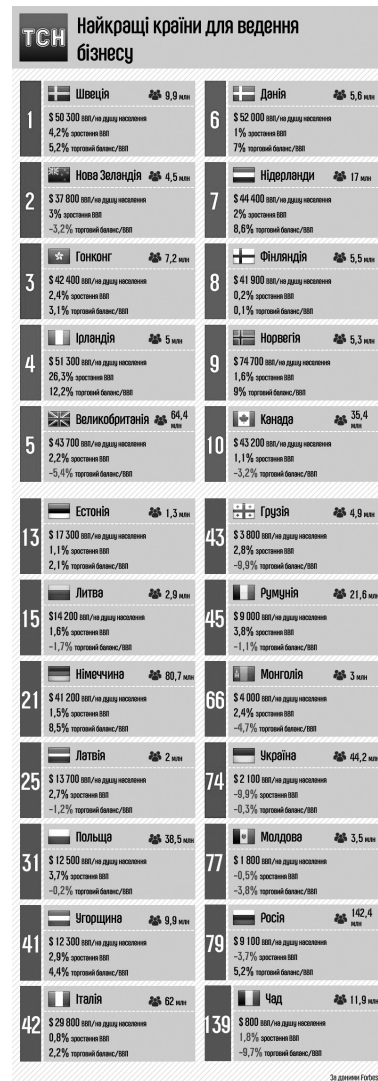 ТСН
Найкращі країни для ведення
бізнесу
1
Швеція
9,9 млн
$ 50 300 ВВП/на душу населення
4,2% зростання ВВП
5,2% торговий баланс/ВВП
2
Нова Зеландія
4,5 млн
$ 37 800 ВВП/на душу населення
3% зростання ВВП
-3,2% торговий баланс/ВВП
3
Гонконг
7,2 млн
$ 42 400 ВВП/на душу населення
2,4% зростання ВВП
3,1% торговий баланс/ВВП
4
Ірландія
5 млн
$ 51 300 ВВП/на душу населення
26,3% зростання ВВП
12,2% торговий баланс/ВВП
5
Великобританія
64,4
млн
$ 43 700 ВВП/на душу населення
2,2% зростання ВВП
-5,4% торговий баланс/ВВП
6
Данія
5,6 млн
$ 52 000 ВВП/на душу населення
1% зростання ВВП
7% торговий баланс/ВВП
7
Нідерланди
17 млн
$ 44 400 ВВП/на душу населення
2% зростання ВВП
8,6% торговий баланс/ВВП
8
Фінляндія
5,5 млн
$ 41 900 ВВП/на душу населення
0,2% зростання ВВП
0,1% торговий баланс/ВВП
9
Норвегія
5,3 млн
$ 74 700 ВВП/на душу населення
1,6% зростання ВВП
9% торговий баланс/ВВП
10
Канада
35,4
млн
$ 43 200 ВВП/на душу населення
1,1% зростання ВВП
-3,2% торговий баланс/ВВП
13
Естонія
1,3 млн
$ 17 300 ВВП/на душу населення
1,1% зростання ВВП
2,1% торговий баланс/ВВП
15
Литва
2,9 млн
$14 200 ВВП/на душу населення
1,6% зростання ВВП
-1,7% торговий баланс/ВВП
21
Німеччина
80,7 млн
$ 41 200 ВВП/на душу населення
1,5% зростання ВВП
8,5% торговий баланс/ВВП
25
Латвія
2 млн
$ 13 700 ВВП/на душу населення
2,7% зростання ВВП
-1,2% торговий баланс/ВВП
31
Польща
38,5 млн
$ 12 500 ВВП/на душу населення
3,7% зростання ВВП
-0,2% торговий баланс/ВВП
41
Угорщина
9,9 млн
$ 12 300 ВВП/на душу населення
2,9% зростання ВВП
4,4% торговий баланс/ВВП
42
Італія
62 млн
$ 29 800 ВВП/на душу населення
0,8% зростання ВВП
2,2% торговий баланс/ВВП
43
Грузія
4,9 млн
$ 3 800 ВВП/на душу населення
2,8% зростання ВВП
-9,9% торговий баланс/ВВП
45
Румунія
21,6 млн
$ 9 000 ВВП/на душу населення
3,8% зростання ВВП
-1,1% торговий баланс/ВВП
66
Монголія
3 млн
$ 4 000 ВВП/на душу населення
2,4% зростання ВВП
-4,7% торговий баланс/ВВП
74
Україна
44,2 млн
$ 2 100 ВВП/на душу населення
-9,9% зростання ВВП
-0,3% торговий баланс/ВВП
77
Молдова
3,5 млн
$ 1 800 ВВП/на душу населення
-0,5% зростання ВВП
-3,8% торговий баланс/ВВП
79
Росія
142,4
млн
$ 9 100 ВВП/на душу населення
-3,7% зростання ВВП
5,2% торговий баланс/ВВП
139
Чад
11,9 млн
$ 800 ВВП/на душу населення
1,8% зростання ВВП
-9,7% торговий баланс/ВВП
За даними Forbes